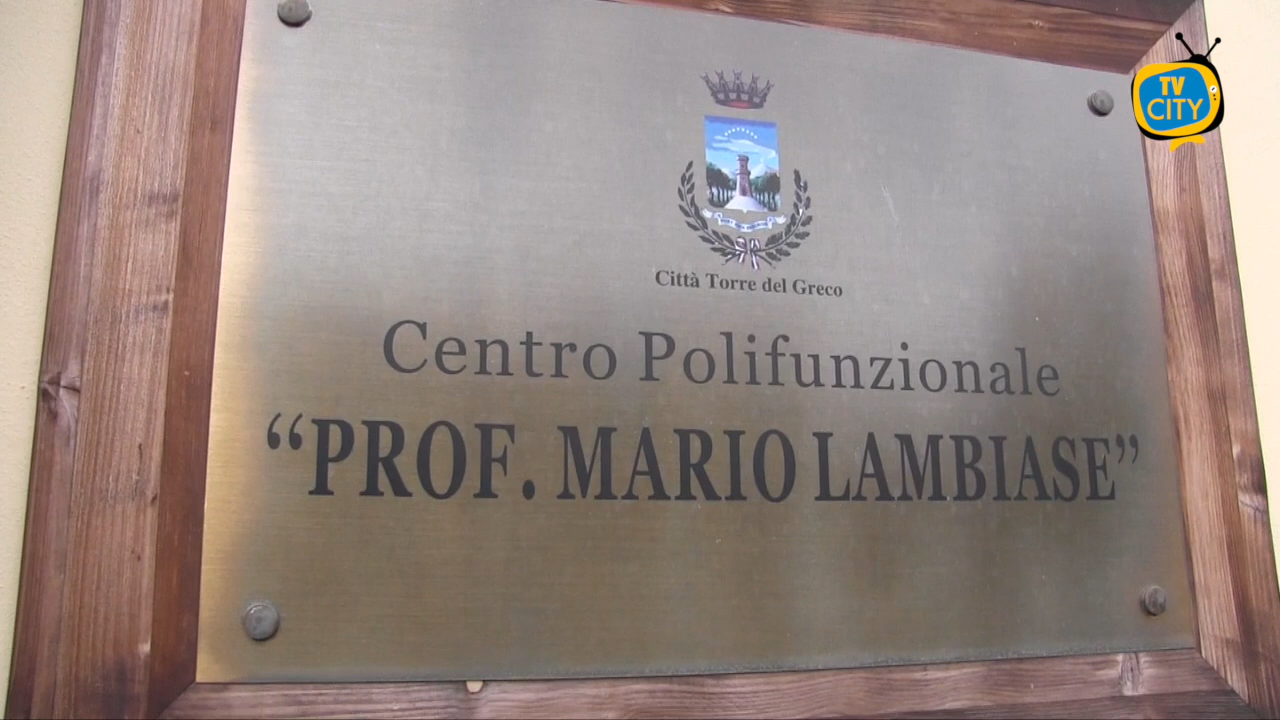 TV
CITY
Città Torre del Greco
Centro Polifunzionale
“PROF. MARIO LAMBIASE”